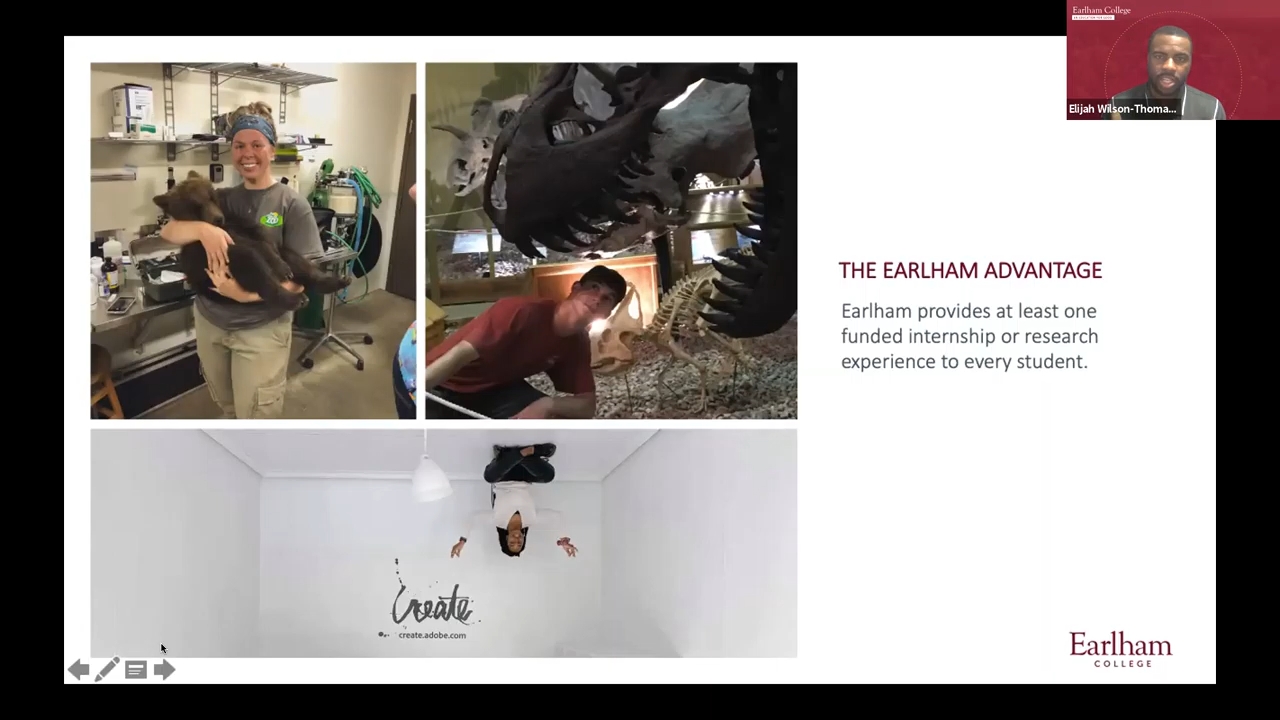 Earlham College
Elijah Wilson-Thoma...
THE EARLHAM ADVANTAGE
Earlham provides at least one
funded internship or research
experience to every student.
Create
create.adobe.com
Earlham
COLLEGE